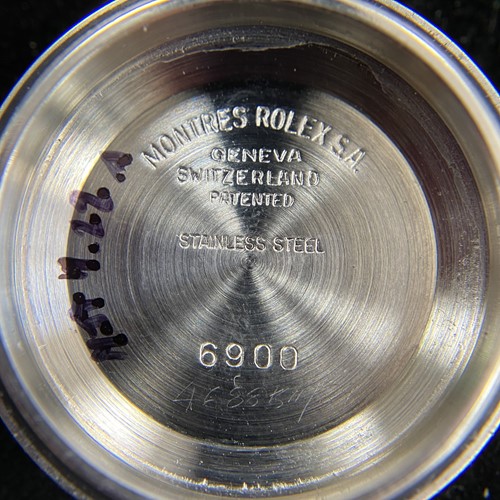 MONTRES ROLEX S.A.
GENEVA
SWITZERLAND
PATENTED
STAINLESS STEEL
6900